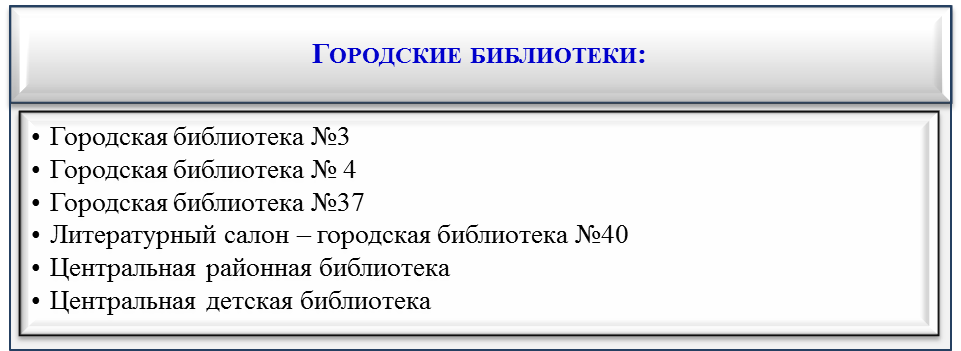 ГОРОДСКИЕ БИБЛИОТЕКИ:
• Городская библиотека №3
• Городская библиотека № 4
• Городская библиотека №37
• Литературный салон – городская библиотека №40
• Центральная районная библиотека
• Центральная детская библиотека